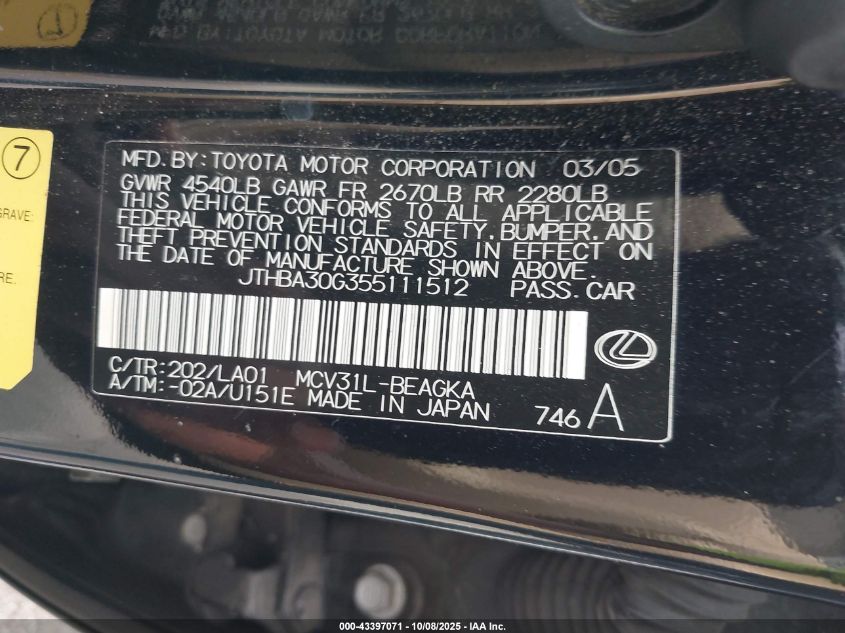 MFD. BY: TOYOTA MOTOR CORPORATION 03/05
GVWR 4540LB GAWR FR 2670LB RR 2280LB
THIS VEHICLE CONFORMS TO ALL APPLICABLE
FEDERAL MOTOR VEHICLE SAFETY, BUMPER, AND
THEFT PREVENTION STANDARDS IN EFFECT ON
THE DATE OF MANUFACTURE SHOWN ABOVE.
JTHBA30G355111512 PASS. CAR
C/TR:202/LA01 MCV31L-BEAGKA
A/TM:-02A/U151E MADE IN JAPAN 746 A
7
GRAVE:
RE.
000-43397071 - 10/08/2025 - IAA Inc.